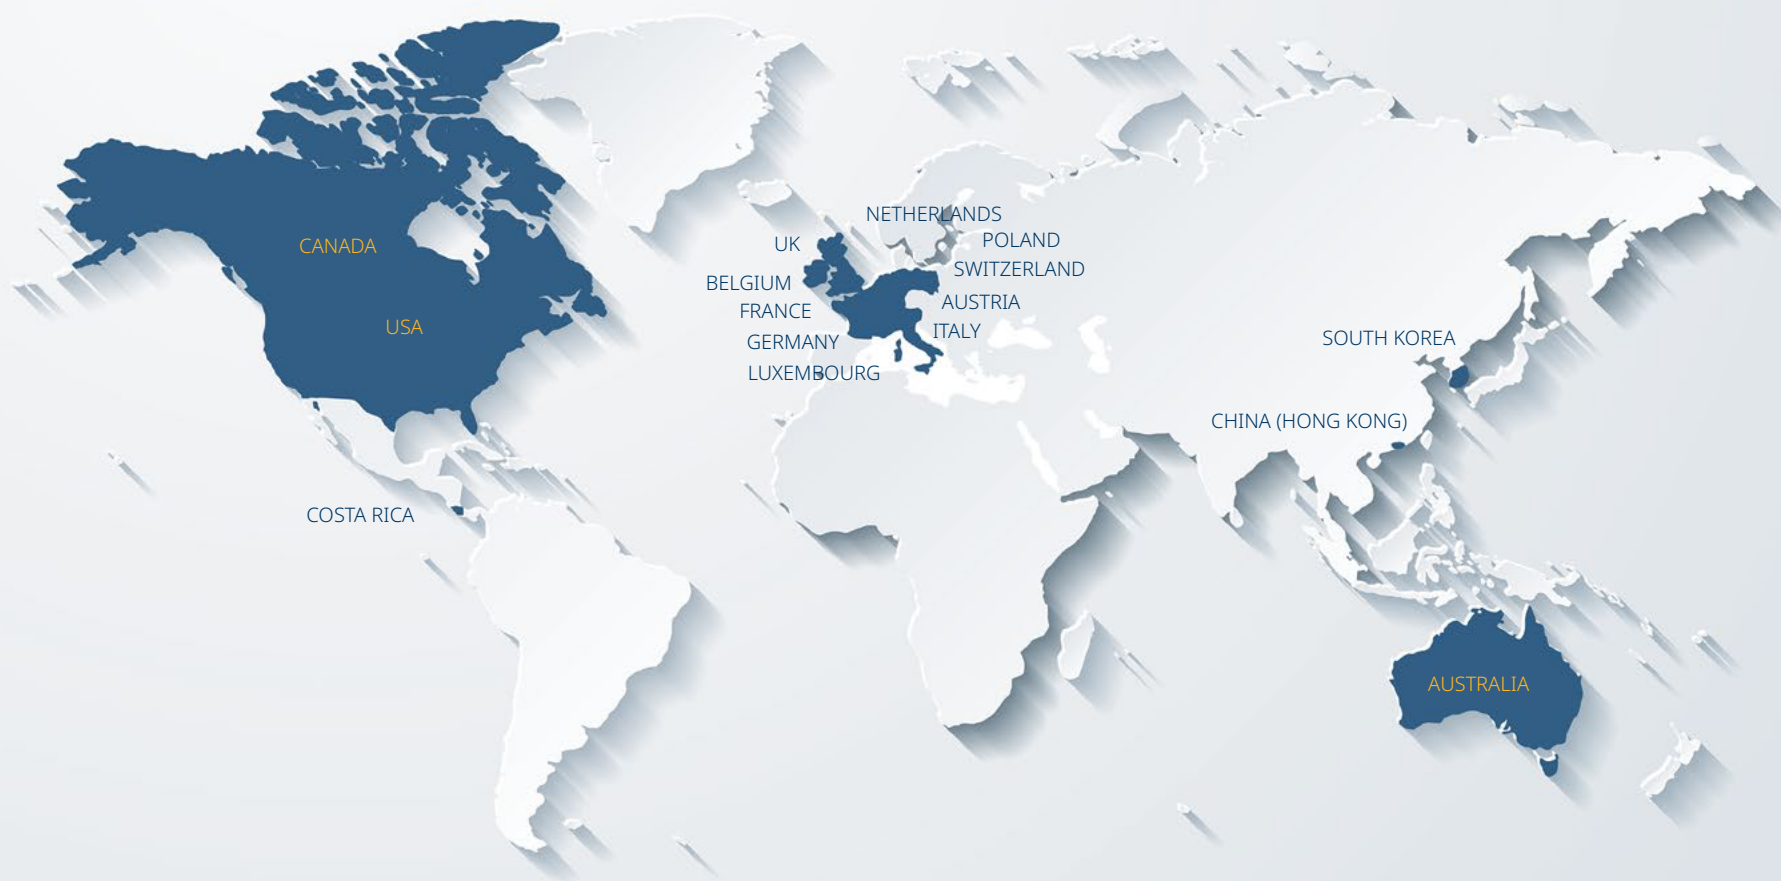 NETHERLANDS
CANADA
UK
POLAND
SWITZERLAND
BELGIUM
AUSTRIA
FRANCE
USA
ITALY
GERMANY
SOUTH KOREA
LUXEMBOURG
CHINA (HONG KONG)
COSTA RICA
AUSTRALIA